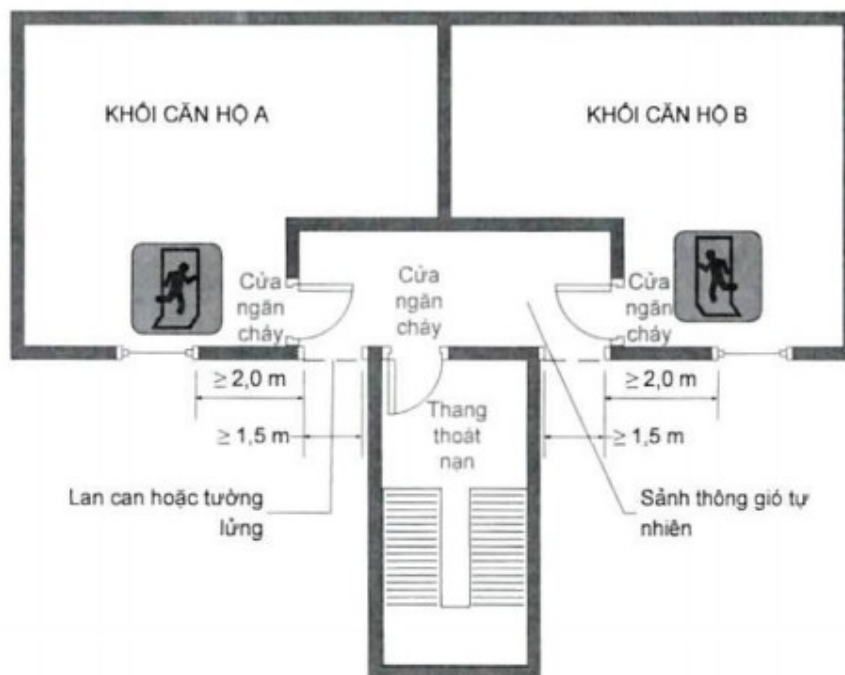 KHỐI CĂN HỘ A
KHỐI CĂN HỘ B
Cửa
ngăn
cháy
Cửa
ngăn
cháy
Cửa
ngăn
cháy
≥ 2,0 m
≥ 2,0 m
≥ 1,5 m
≥ 1,5 m
Thang
thoát
nạn
Lan can hoặc tường
lửng
Sảnh thông gió tự
nhiên